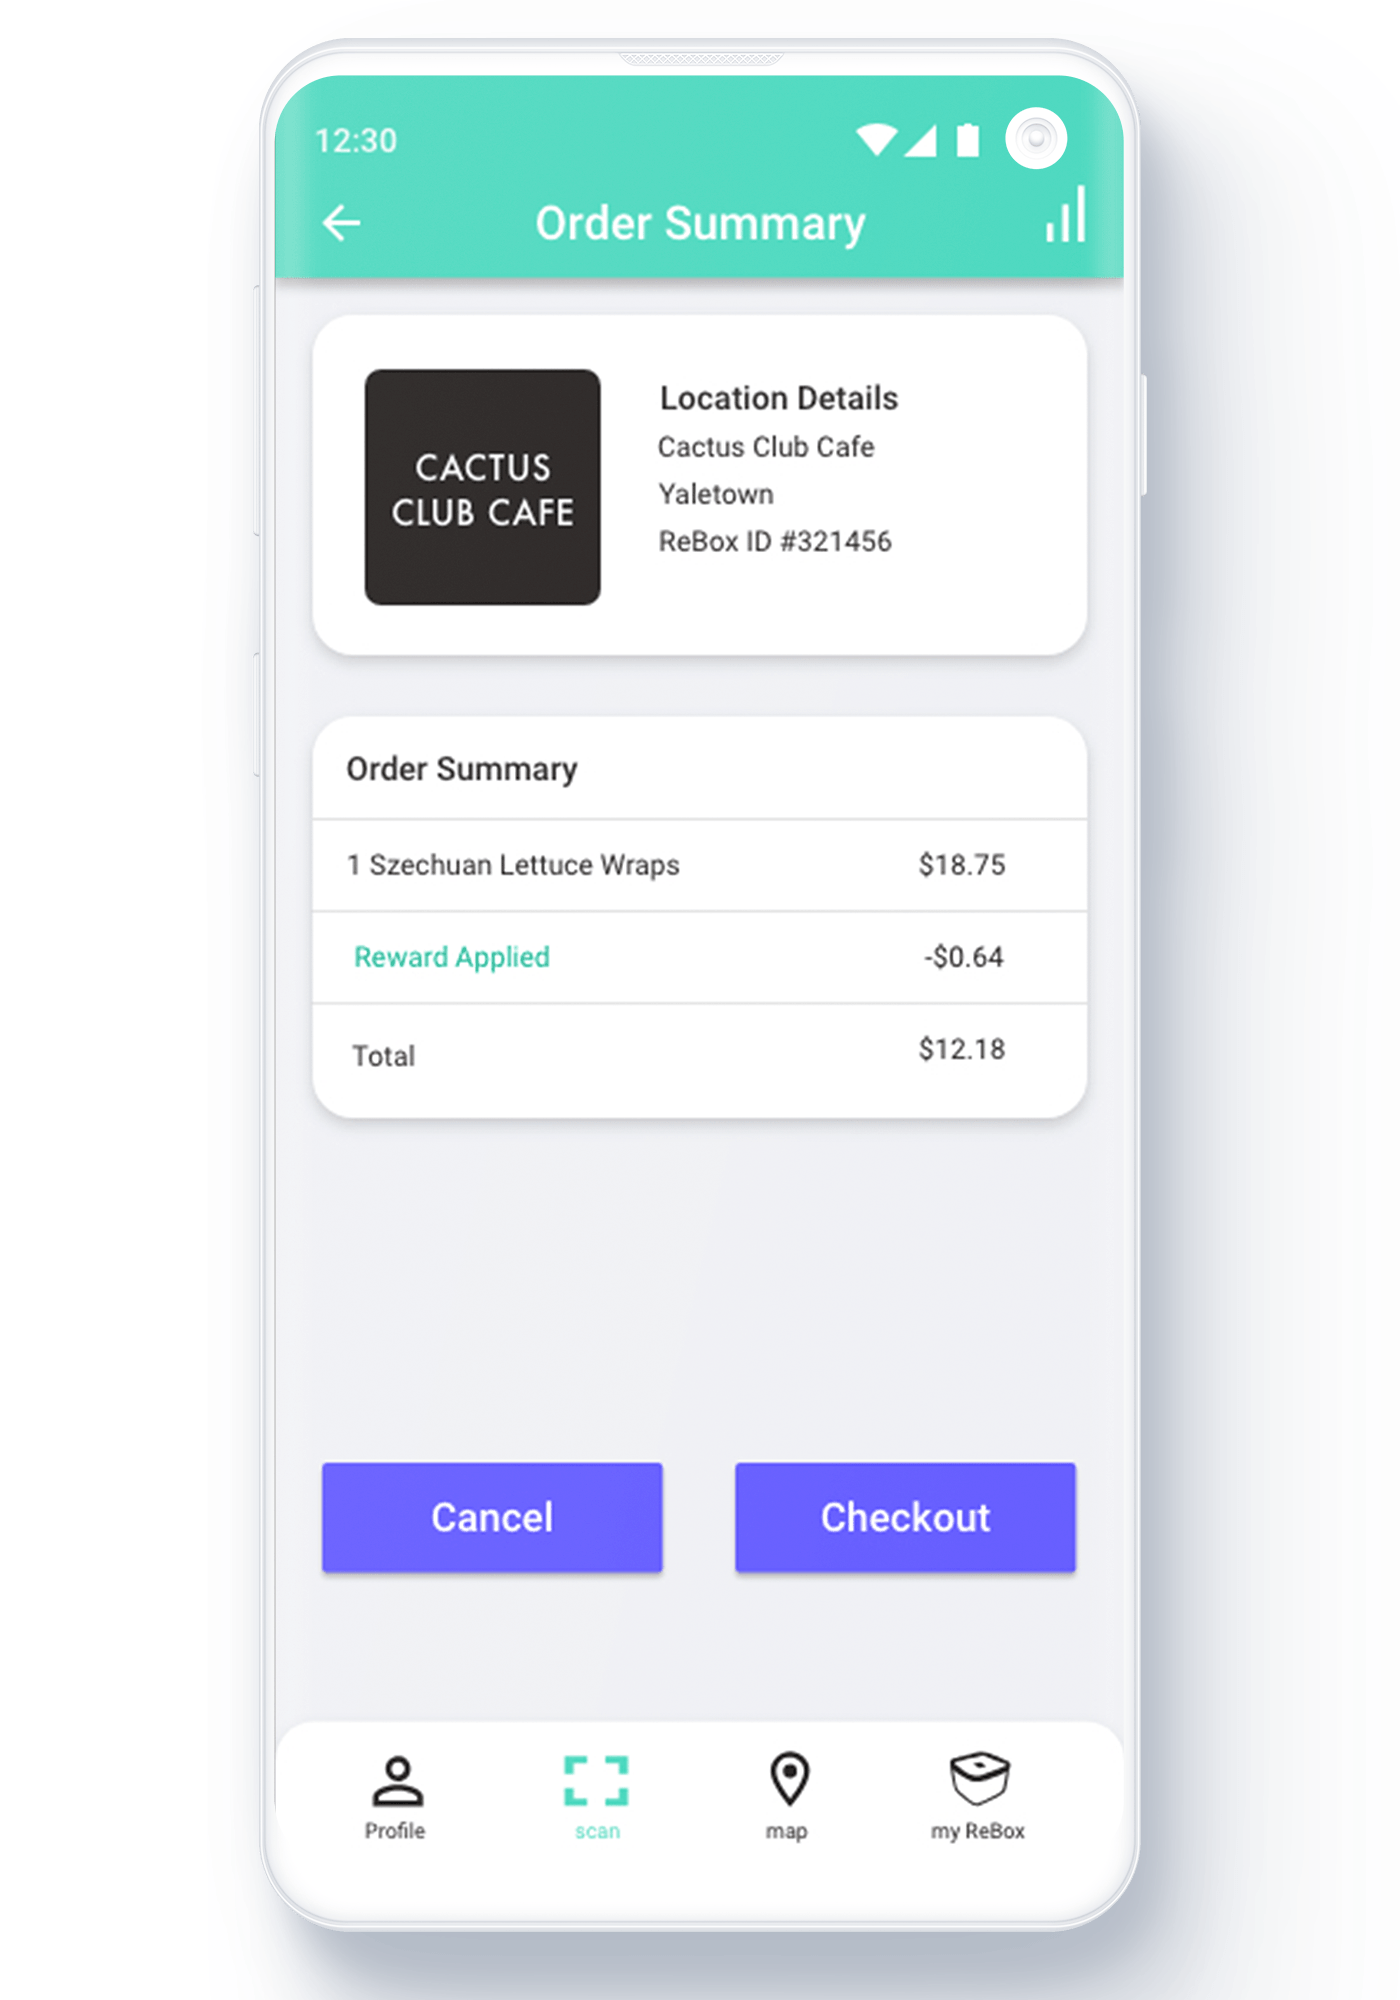 12:30
Order Summary
CACTUS
CLUB CAFE
Location Details
Cactus Club Cafe
Yaletown
ReBox ID #321456
Order Summary
1 Szechuan Lettuce Wraps $18.75
Reward Applied -$0.64
Total $12.18
Cancel Checkout
Profile scan map my ReBox